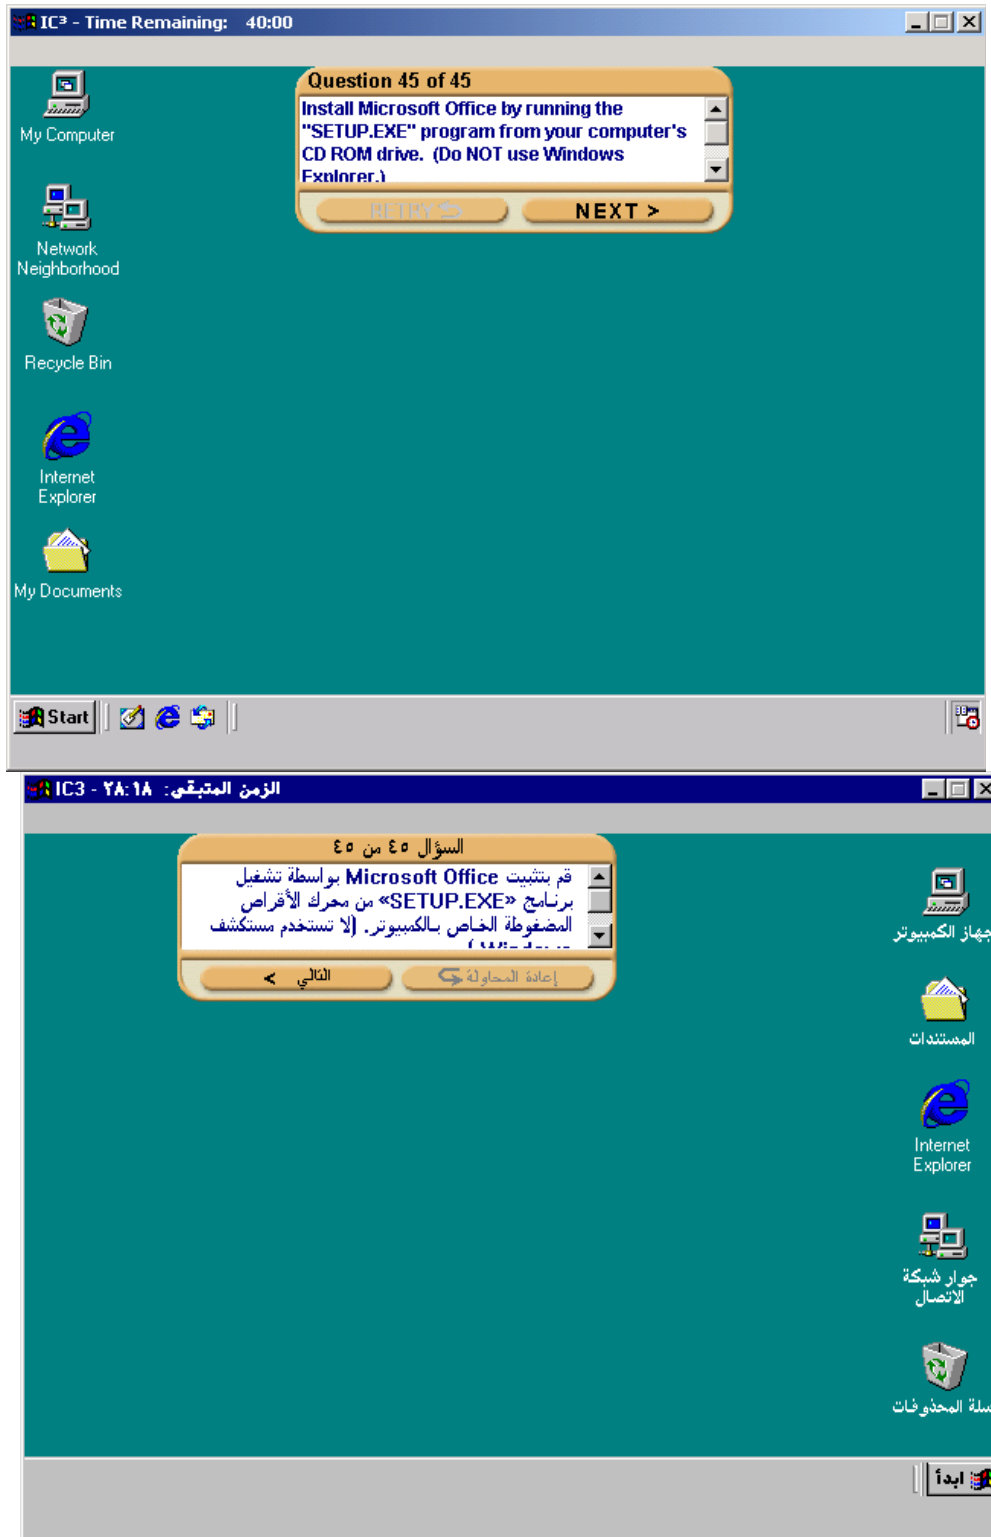 IC³ - Time Remaining: 40:00
My Computer
Network
Neighborhood
Recycle Bin
Internet
Explorer
My Documents
Question 45 of 45
Install Microsoft Office by running the
"SETUP.EXE" program from your computer's
CD ROM drive. (Do NOT use Windows
Explorer.)
RETRY
NEXT >
Start
الزمن المتبقي: ٢٨:١٨ - IC3
السؤال ٤٥ من ٤٥
قم بتثبيت Microsoft Office بواسطة تشغيل
برنامج «SETUP.EXE» من محرك الأقراص
المضغوطة الخاص بالكمبيوتر. (لا تستخدم مستكشف
Windows.)
إعادة المحاولة
التالي >
جهاز الكمبيوتر
المستندات
Internet
Explorer
جوار شبكة
الاتصال
سلة المحذوفات
ابدأ